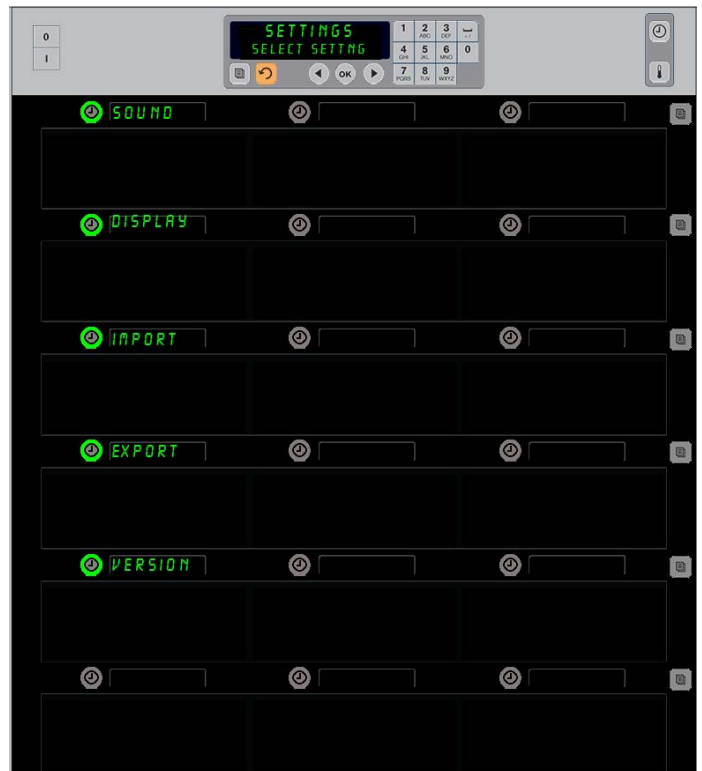 0
I
SETTINGS
SELECT SETTNG
1
2 ABC
3 DEF
4 GHI
5 JKL
6 MNO
0
7 PQRS
8 TUV
9 WXYZ
OK
SOUND
DISPLAY
IMPORT
EXPORT
VERSION